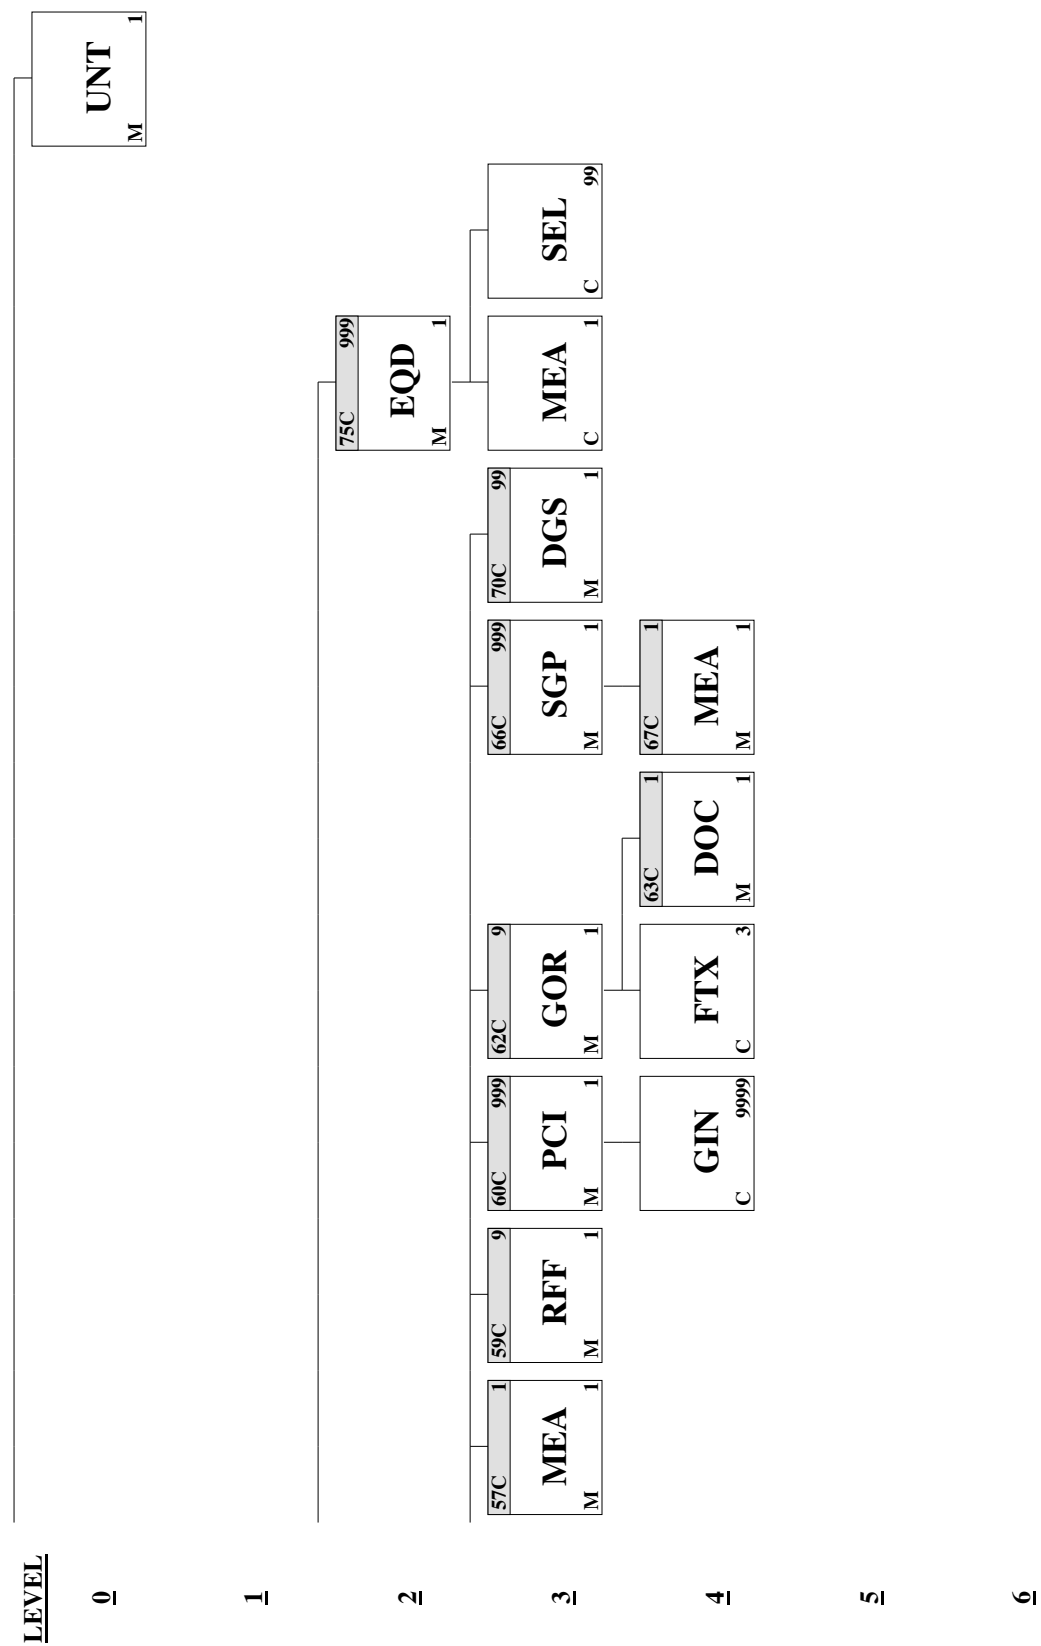 LEVEL
0
UNT
M 1
1
2
75C 999
EQD
M 1
3
57C 1
MEA
M 1
59C 9
RFF
M 1
60C 999
PCI
M 1
62C 9
GOR
M 1
66C 999
SGP
M 1
70C 99
DGS
M 1
MEA
C 1
SEL
C 99
4
GIN
C 9999
FTX
C 3
63C 1
DOC
M 1
67C 1
MEA
M 1
5
6